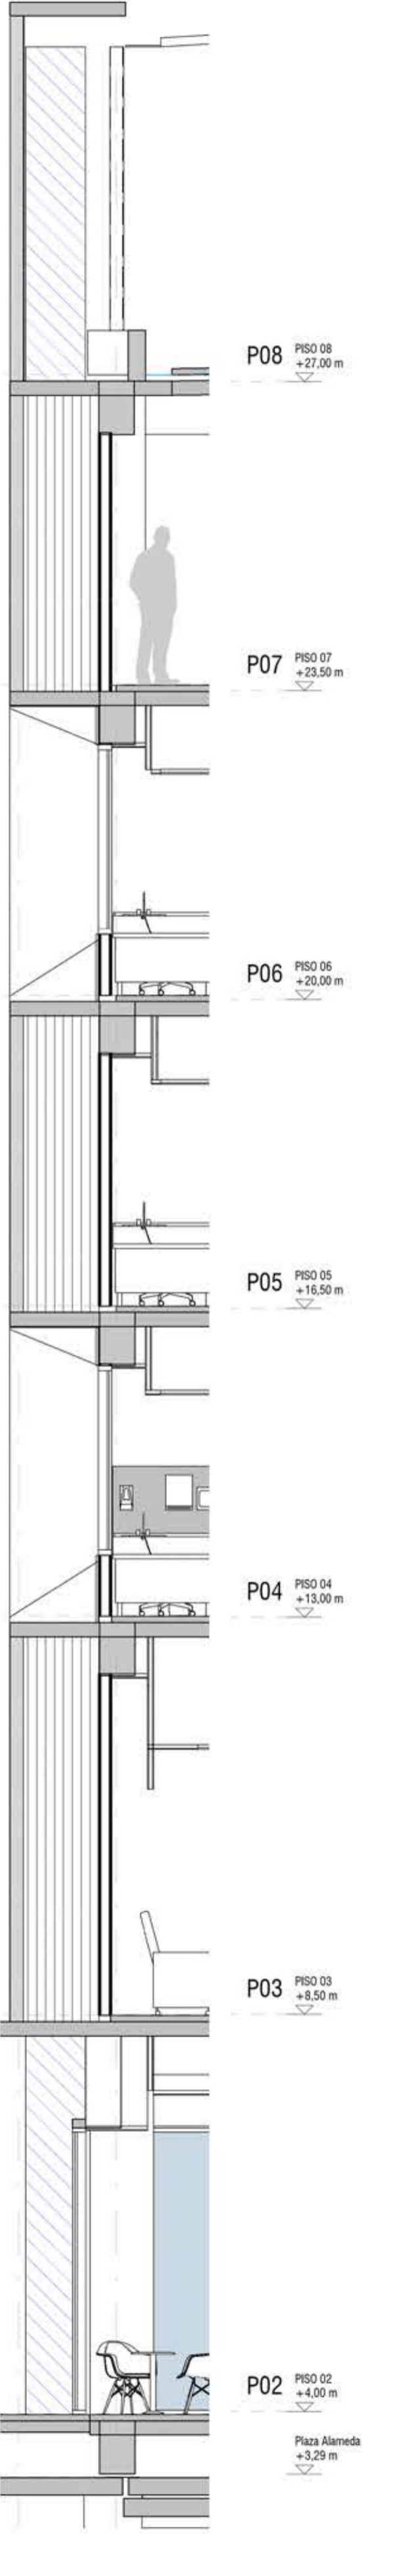 P08 PISO 08
+27,00 m
P07 PISO 07
+23,50 m
P06 PISO 06
+20,00 m
P05 PISO 05
+16,50 m
P04 PISO 04
+13,00 m
P03 PISO 03
+8,50 m
P02 PISO 02
+4,00 m
Plaza Alameda
+3,29 m